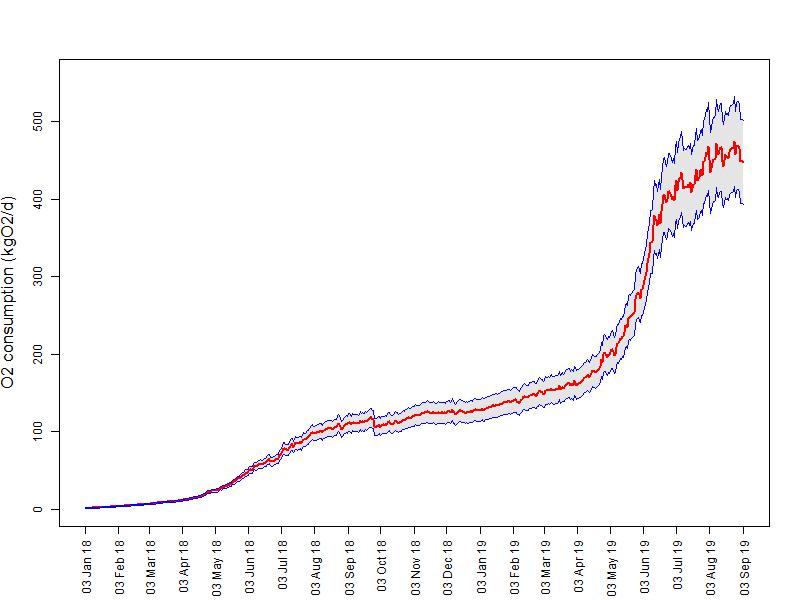 O2 consumption (kgO2/d)
500
400
300
200
100
0
03 Jan 18
03 Feb 18
03 Mar 18
03 Apr 18
03 May 18
03 Jun 18
03 Jul 18
03 Aug 18
03 Sep 18
03 Oct 18
03 Nov 18
03 Dec 18
03 Jan 19
03 Feb 19
03 Mar 19
03 Apr 19
03 May 19
03 Jun 19
03 Jul 19
03 Aug 19
03 Sep 19